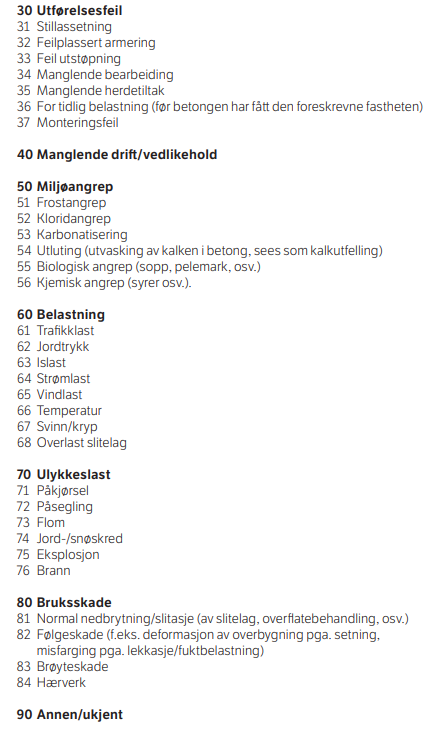 30 Utførelsesfeil
31 Stillassetning
32 Feilplassert armering
33 Feil utstøpning
34 Manglende bearbeiding
35 Manglende herdetiltak
36 For tidlig belastning (før betongen har fått den foreskrevne fastheten)
37 Monteringsfeil
40 Manglende drift/vedlikehold
50 Miljøangrep
51 Frostangrep
52 Kloridangrep
53 Karbonatisering
54 Utluting (utvasking av kalken i betong, sees som kalkutfelling)
55 Biologisk angrep (sopp, pelemark, osv.)
56 Kjemisk angrep (syrer osv.).
60 Belastning
61 Trafikklast
62 Jordtrykk
63 Islast
64 Strømlast
65 Vindlast
66 Temperatur
67 Svinn/kryp
68 Overlast slitelag
70 Ulykkeslast
71 Påkjørsel
72 Påsegling
73 Flom
74 Jord-/snøskred
75 Eksplosjon
76 Brann
80 Bruksskade
81 Normal nedbrytning/slitasje (av slitelag, overflatebehandling, osv.)
82 Følgeskade (f.eks. deformasjon av overbygning pga. setning,
misfarging pga. lekkasje/fuktbelastning)
83 Brøyteskade
84 Hærverk
90 Annen/ukjent